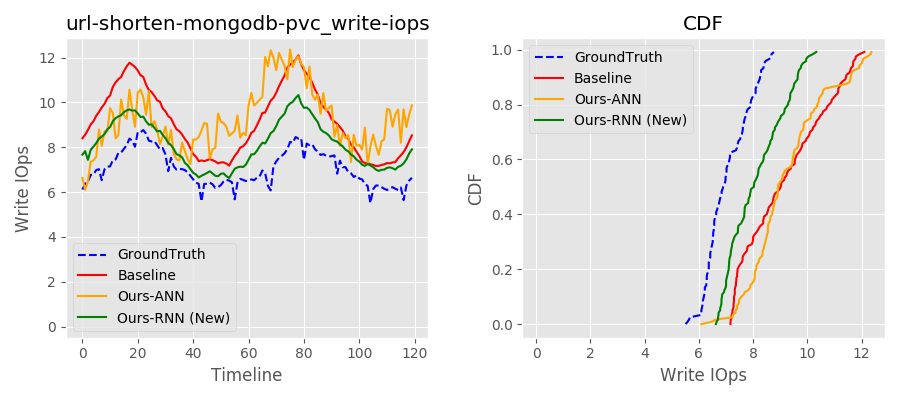 url-shorten-mongodb-pvc_write-iops
Write IOps
12
10
8
6
4
2
0
GroundTruth
Baseline
Ours-ANN
Ours-RNN (New)
0
20
40
60
80
100
120
Timeline
CDF
CDF
1.0
0.8
0.6
0.4
0.2
0.0
GroundTruth
Baseline
Ours-ANN
Ours-RNN (New)
0
2
4
6
8
10
12
Write IOps